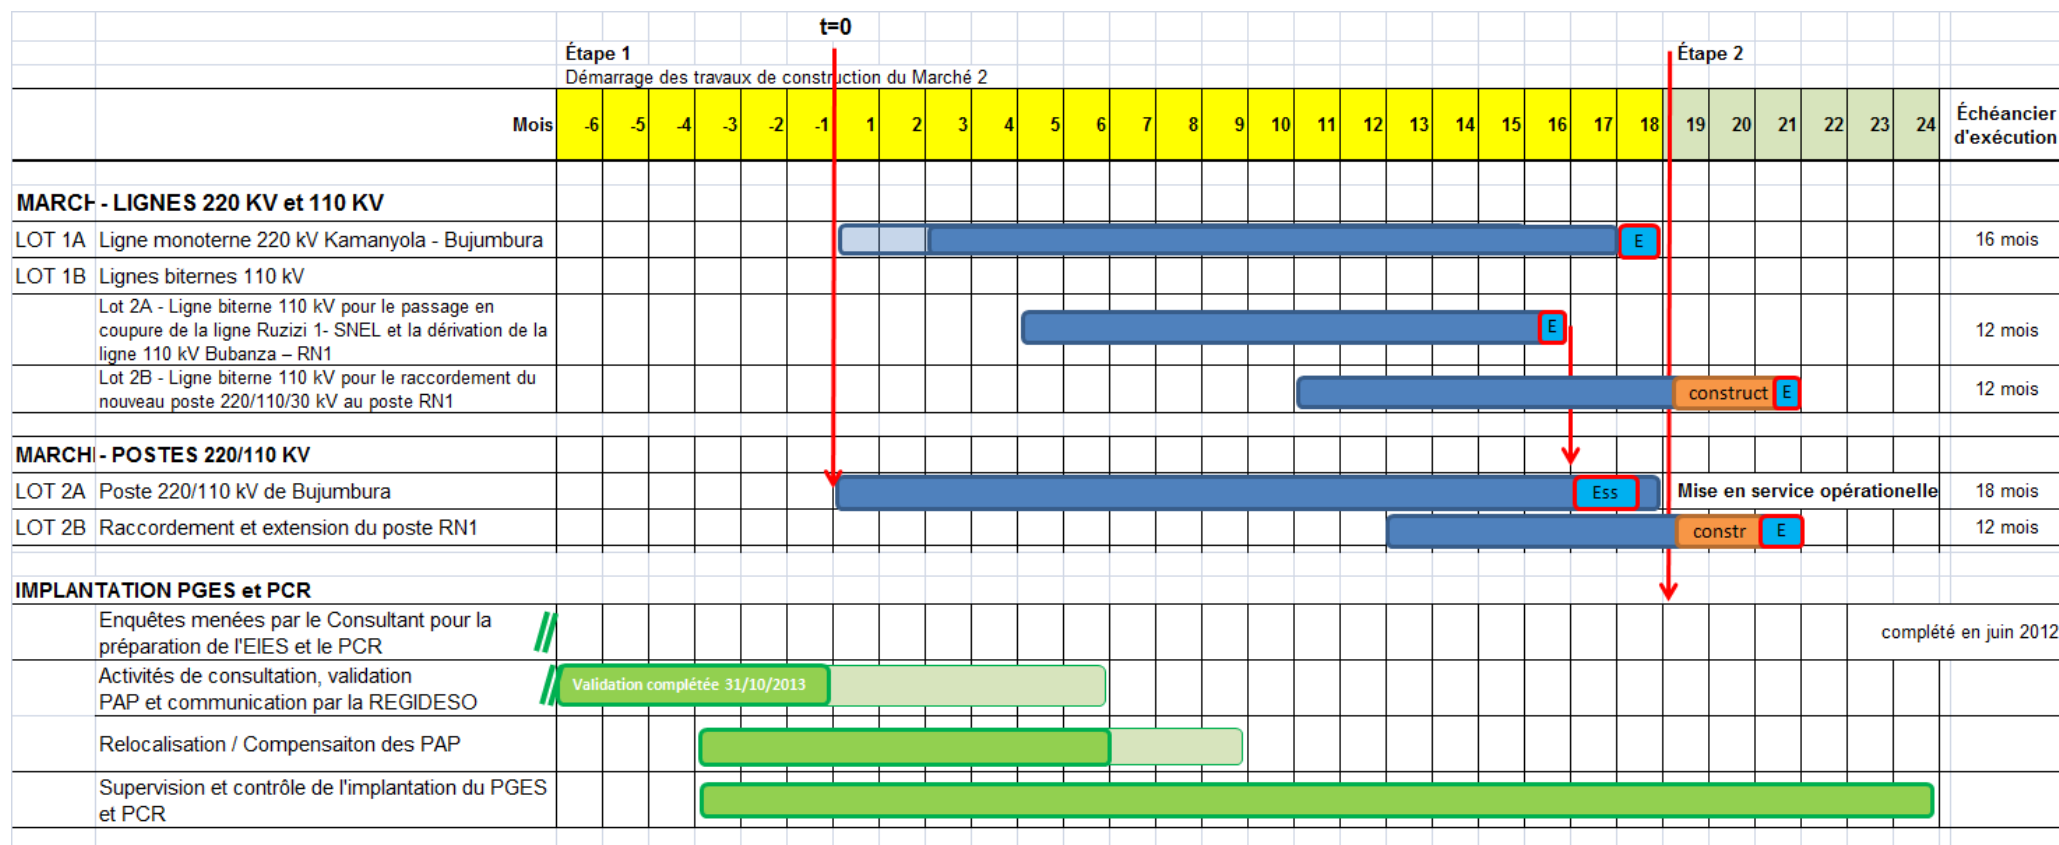 t=0
Étape 1
Étape 2
Démarrage des travaux de construction du Marché 2
Mois -6 -5 -4 -3 -2 -1 1 2 3 4 5 6 7 8 9 10 11 12 13 14 15 16 17 18 19 20 21 22 23 24 Échéancier
d'exécution
MARCH - LIGNES 220 KV et 110 KV
LOT 1A Ligne monoterne 220 kV Kamanyola - Bujumbura E 16 mois
LOT 1B Lignes biternes 110 kV
Lot 2A - Ligne biterne 110 kV pour le passage en
coupure de la ligne Ruzizi 1- SNEL et la dérivation de la E 12 mois
ligne 110 kV Bubanza – RN1
Lot 2B - Ligne biterne 110 kV pour le raccordement du
nouveau poste 220/110/30 kV au poste RN1 construct E 12 mois
MARCHI - POSTES 220/110 KV
LOT 2A Poste 220/110 kV de Bujumbura Ess Mise en service opérationelle 18 mois
LOT 2B Raccordement et extension du poste RN1 constr E 12 mois
IMPLANTATION PGES et PCR
Enquêtes menées par le Consultant pour la
préparation de l'EIES et le PCR complété en juin 2012
Activités de consultation, validation
PAP et communication par la REGIDESO Validation complétée 31/10/2013
Relocalisation / Compensaiton des PAP
Supervision et contrôle de l'implantation du PGES
et PCR